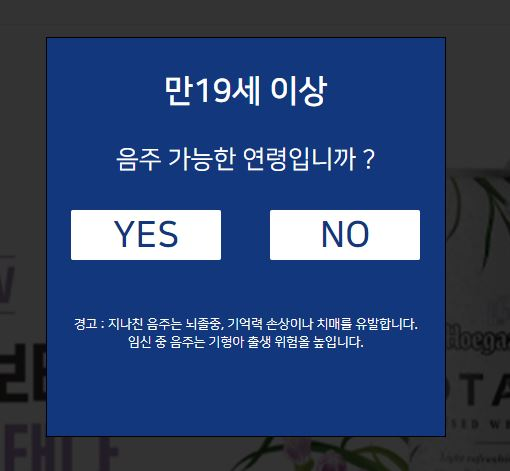 만19세 이상
음주 가능한 연령입니까 ?
YES
NO
경고 : 지나친 음주는 뇌졸중, 기억력 손상이나 치매를 유발합니다.
임신 중 음주는 기형아 출생 위험을 높입니다.